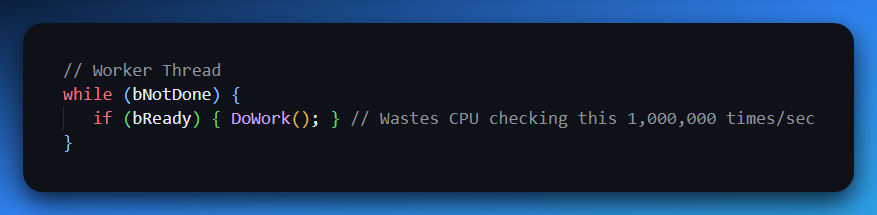 // Worker Thread
while (bNotDone) {
if (bReady) { DoWork(); } // Wastes CPU checking this 1,000,000 times/sec
}